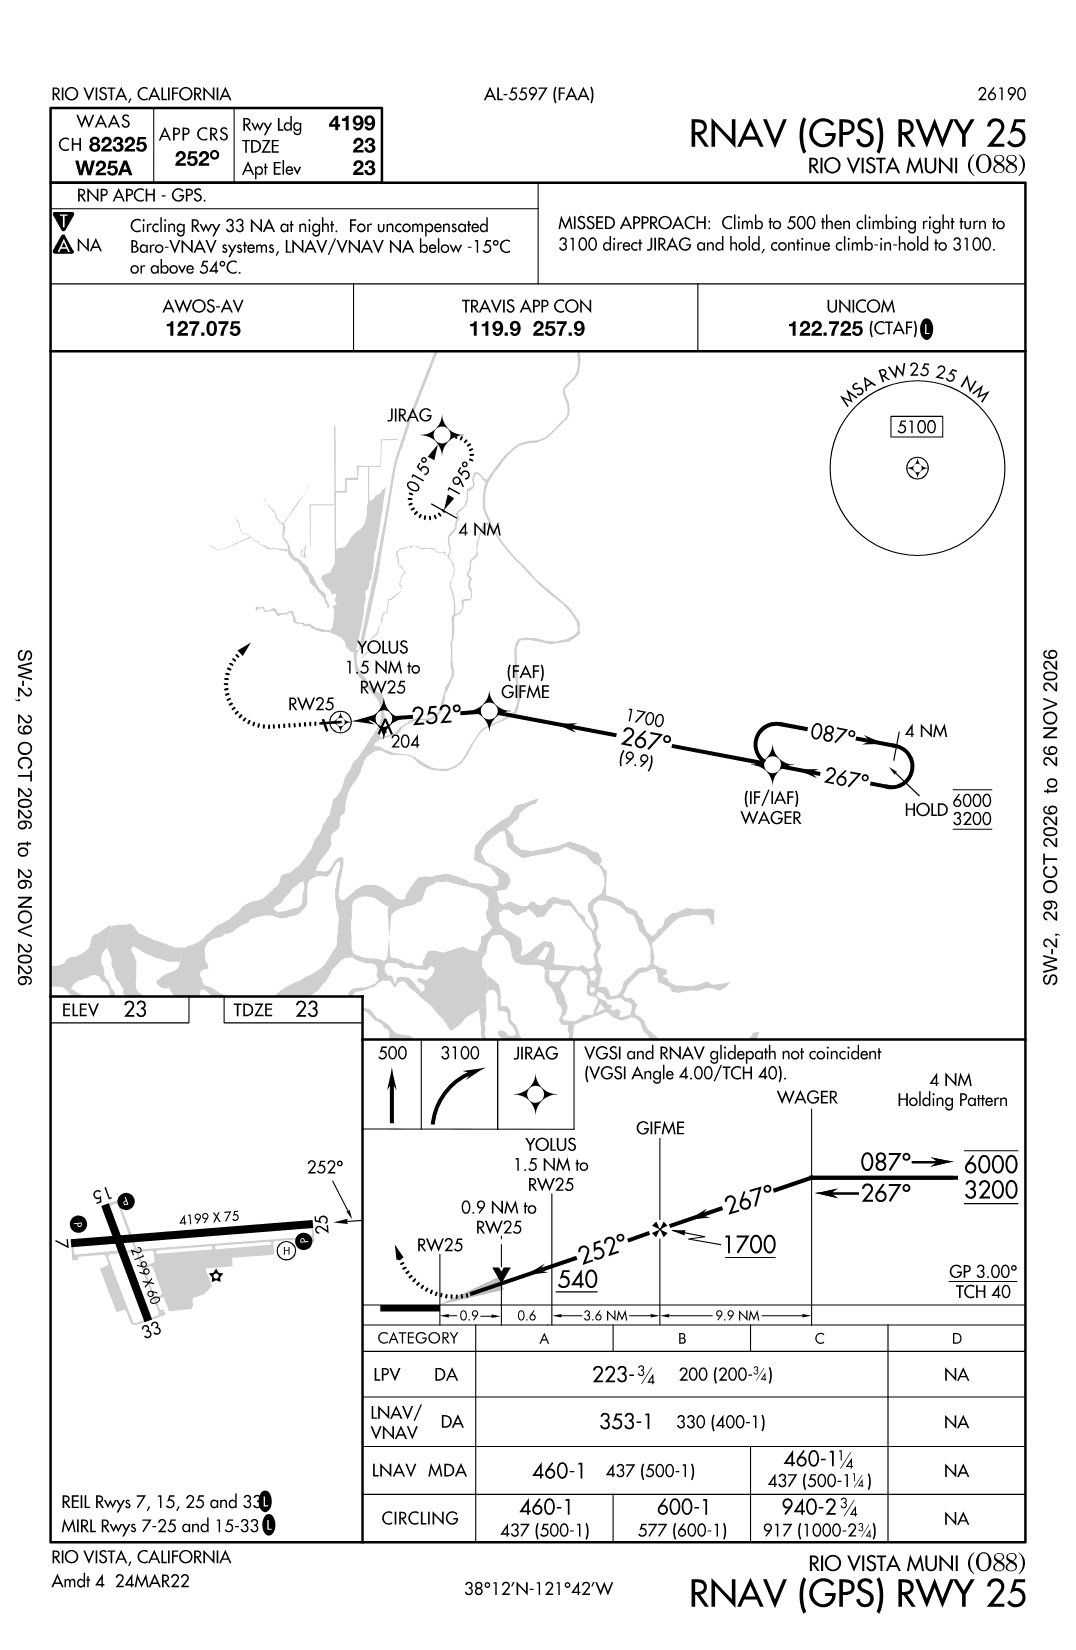 RIO VISTA, CALIFORNIA
AL-5597 (FAA)
26190
WAAS
CH 82325
W25A
APP CRS
252°
Rwy Ldg 4199
TDZE 23
Apt Elev 23
RNAV (GPS) RWY 25
RIO VISTA MUNI (O88)
RNP APCH - GPS.
T
A NA
Circling Rwy 33 NA at night. For uncompensated
Baro-VNAV systems, LNAV/VNAV NA below -15°C
or above 54°C.
MISSED APPROACH: Climb to 500 then climbing right turn to
3100 direct JIRAG and hold, continue climb-in-hold to 3100.
AWOS-AV
127.075
TRAVIS APP CON
119.9 257.9
UNICOM
122.725 (CTAF) L
MSA RW25 25 NM
5100
JIRAG
015°
195°
4 NM
YOLUS
1.5 NM to
RW25
(FAF)
GIFME
RW25
252°
204
1700
267°
(9.9)
087°
4 NM
267°
(IF/IAF)
WAGER
HOLD
6000
3200
SW-2, 29 OCT 2026 to 26 NOV 2026
SW-2, 29 OCT 2026 to 26 NOV 2026
ELEV 23
TDZE 23
252°
15
P
P
7
4199 X 75
25
P
H
2199 X 60
33
REIL Rwys 7, 15, 25 and 33 L
MIRL Rwys 7-25 and 15-33 L
500
3100
JIRAG
VGSI and RNAV glidepath not coincident
(VGSI Angle 4.00/TCH 40).
WAGER
4 NM
Holding Pattern
GIFME
YOLUS
1.5 NM to
RW25
0.9 NM to
RW25
RW25
087°
267°
6000
3200
267°
252°
1700
540
GP 3.00°
TCH 40
0.9
0.6
3.6 NM
9.9 NM
CATEGORY A B C D
LPV DA 223-¾ 200 (200-¾) NA
LNAV/
VNAV DA 353-1 330 (400-1) NA
LNAV MDA 460-1 437 (500-1) 460-1¼
437 (500-1¼) NA
CIRCLING 460-1
437 (500-1) 600-1
577 (600-1) 940-2¾
917 (1000-2¾) NA
RIO VISTA, CALIFORNIA
Amdt 4 24MAR22
38°12'N-121°42'W
RIO VISTA MUNI (O88)
RNAV (GPS) RWY 25